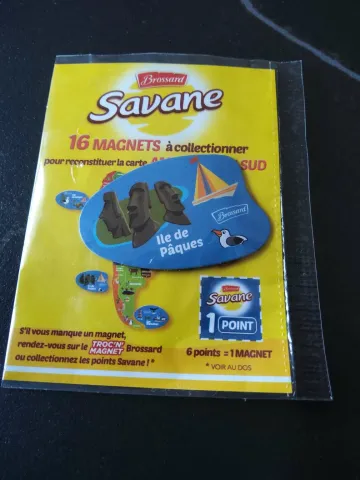 Brossard
Savane
16 MAGNETS à collectionner
pour reconstituer la carte SUD
Brossard
Ile de
Pâques
Brossard
Savane
1 POINT
S'il vous manque un magnet,
rendez-vous sur le TROC'N' MAGNET Brossard
ou collectionnez les points Savane ! *
6 points = 1 MAGNET
* VOIR AU DOS